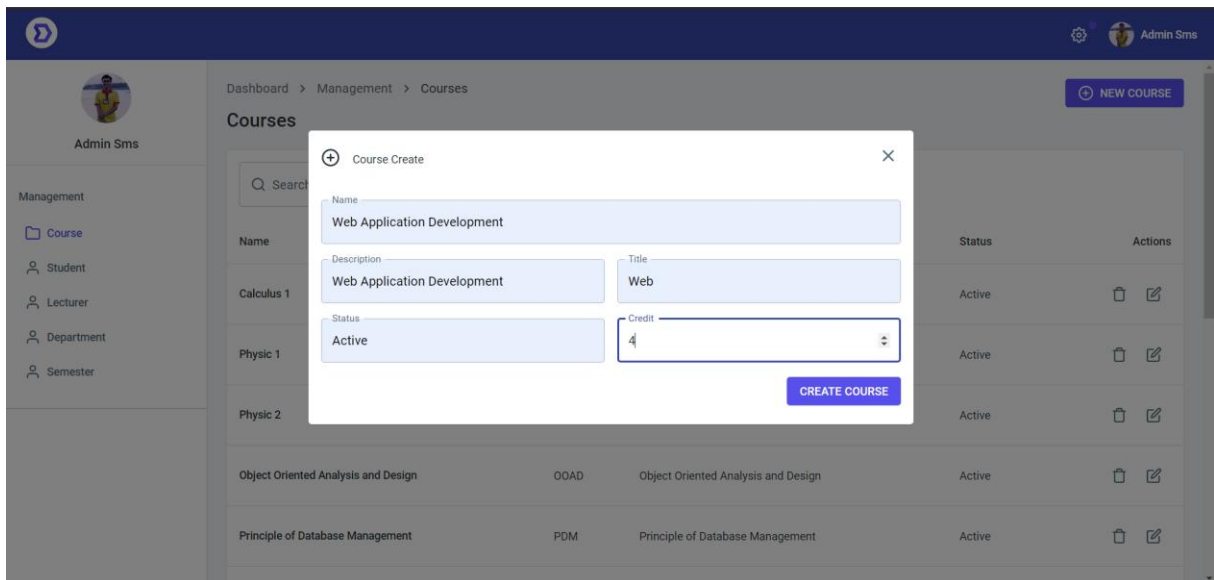 Admin Sms
Admin Sms
Management
Course
Student
Lecturer
Department
Semester
Dashboard > Management > Courses
NEW COURSE
Courses
Search
Name
Status
Actions
Calculus 1
Active
Physic 1
Active
Physic 2
Active
Object Oriented Analysis and Design OOAD Object Oriented Analysis and Design Active
Principle of Database Management PDM Principle of Database Management Active
Course Create
Name
Web Application Development
Description
Web Application Development
Title
Web
Status
Active
Credit
4
CREATE COURSE